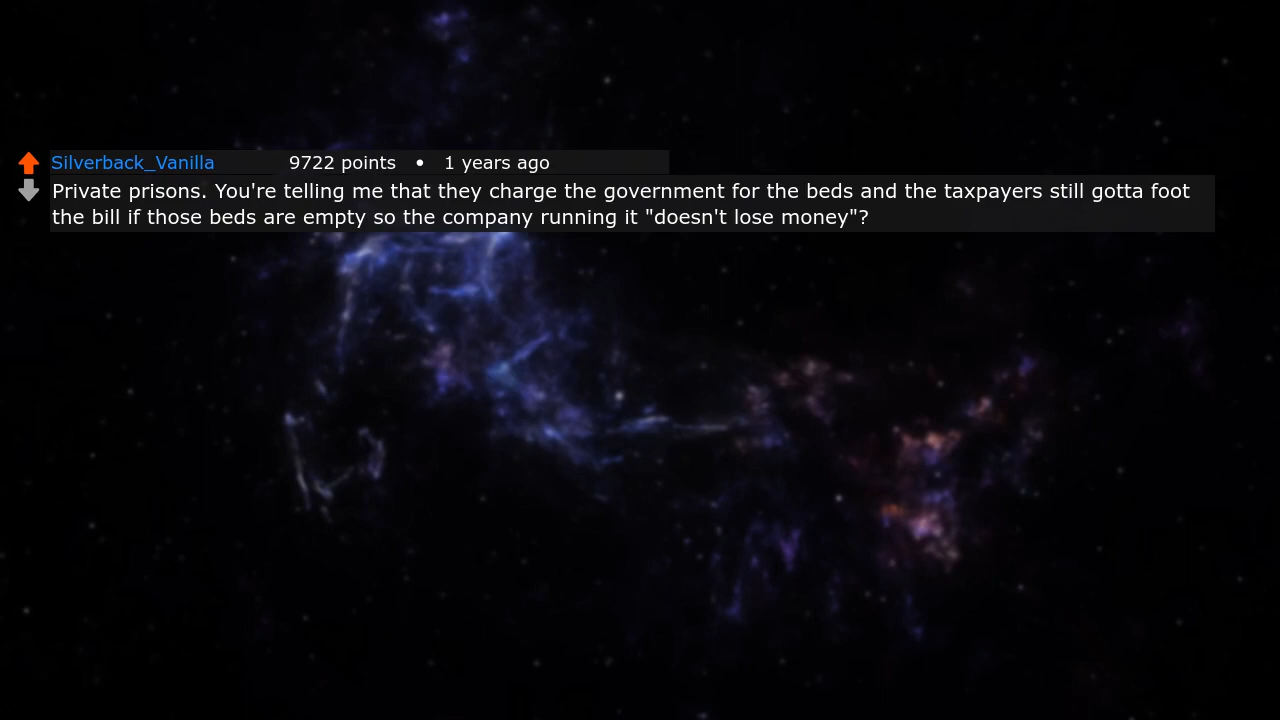 Silverback_Vanilla 9722 points • 1 years ago
Private prisons. You're telling me that they charge the government for the beds and the taxpayers still gotta foot
the bill if those beds are empty so the company running it "doesn't lose money"?